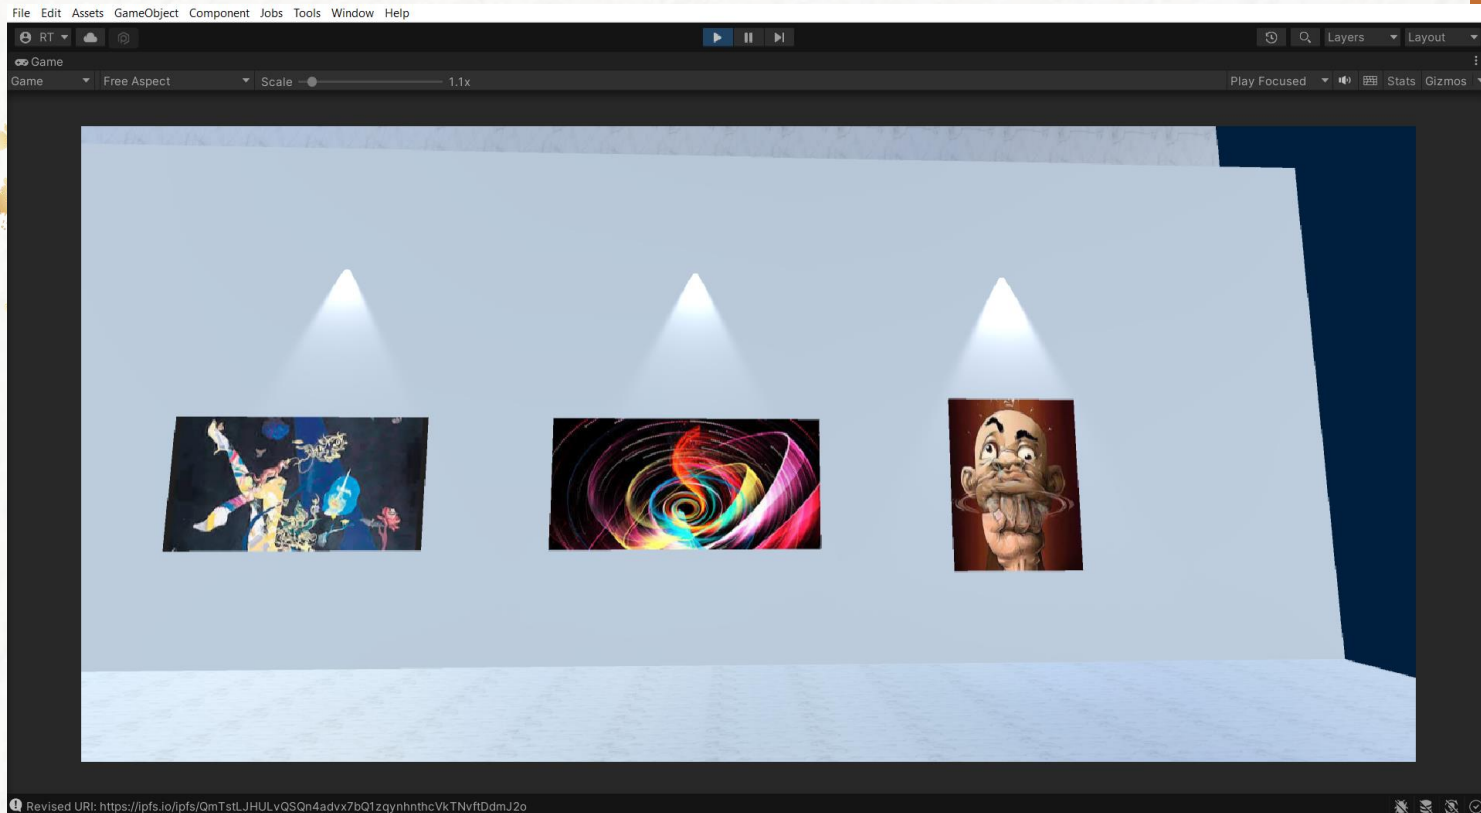 File Edit Assets GameObject Component Jobs Tools Window Help
RT Layers Layout
Game
Game Free Aspect Scale 1.1x Play Focused Stats Gizmos
Revised URI: https://ipfs.io/ipfs/QmTstLJHULvQSQn4advx7bQ1zqynhnthcVkTNvftDdmJ2o